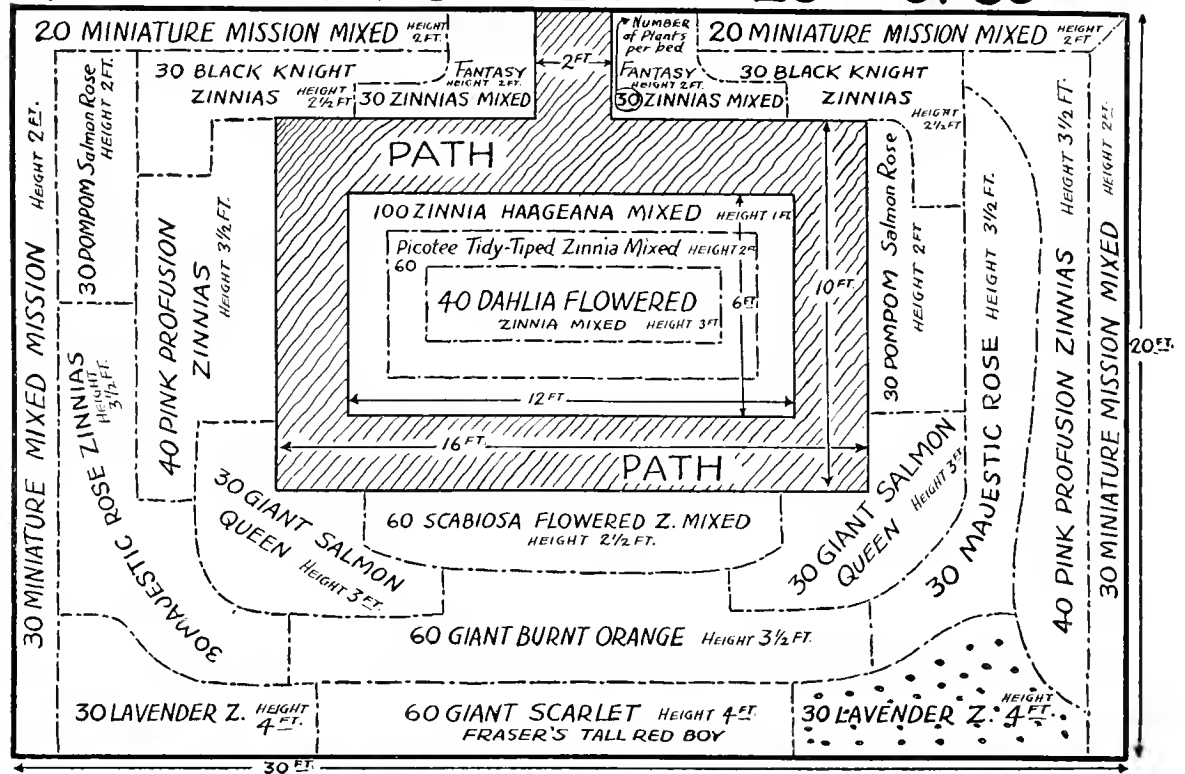 20 MINIATURE MISSION MIXED HEIGHT 2 FT.
NUMBER
of Plants
per bed
20 MINIATURE MISSION MIXED HEIGHT 2 FT
2 FT
30 BLACK KNIGHT
ZINNIAS HEIGHT 2½ FT
FANTASY
HEIGHT 2 FT.
30 ZINNIAS MIXED
FANTASY
HEIGHT 2 FT.
30 ZINNIAS MIXED
30 BLACK KNIGHT
ZINNIAS
HEIGHT
2½ FT
30 MINIATURE MIXED MISSION HEIGHT 2 FT.
30 POMPOM Salmon Rose
HEIGHT 2 FT.
PATH
40 PINK PROFUSION
ZINNIAS
HEIGHT 3½ FT.
100 ZINNIA HAAGEANA MIXED HEIGHT 1 FT
Picotee Tidy-Tiped Zinnia Mixed HEIGHT 2 FT
60
40 DAHLIA FLOWERED
ZINNIA MIXED HEIGHT 3 FT
6 FT
12 FT
10 FT.
16 FT.
PATH
30 POMPOM Salmon Rose
HEIGHT 2 FT
30 MAJESTIC ROSE HEIGHT 3½ FT.
40 PINK PROFUSION ZINNIAS HEIGHT 3½ FT.
30 MINIATURE MISSION MIXED HEIGHT 2 FT.
20 FT.
30 MAJESTIC ROSE ZINNIAS
HEIGHT
3½ FT.
30 GIANT SALMON
QUEEN HEIGHT 3 FT.
60 SCABIOSA FLOWERED Z. MIXED
HEIGHT 2½ FT.
30 GIANT SALMON
QUEEN HEIGHT 3 FT.
60 GIANT BURNT ORANGE HEIGHT 3½ FT.
30 LAVENDER Z. HEIGHT
4 FT.
60 GIANT SCARLET HEIGHT 4 FT.
FRASER'S TALL RED BOY
30 LAVENDER Z. HEIGHT
4 FT.
30 FT.